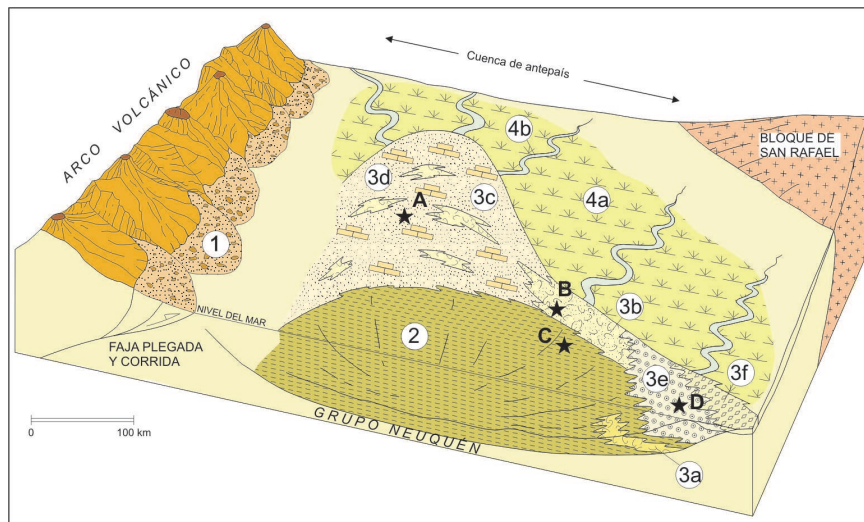 ARCO VOLCÁNICO
Cuenca de antepaís
BLOQUE DE
SAN RAFAEL
4b
3d
3c
4a
A
1
B
3b
NIVEL DEL MAR
2
C
FAJA PLEGADA
Y CORRIDA
3e
3f
D
GRUPO NEUQUÉN
3a
0
100 km